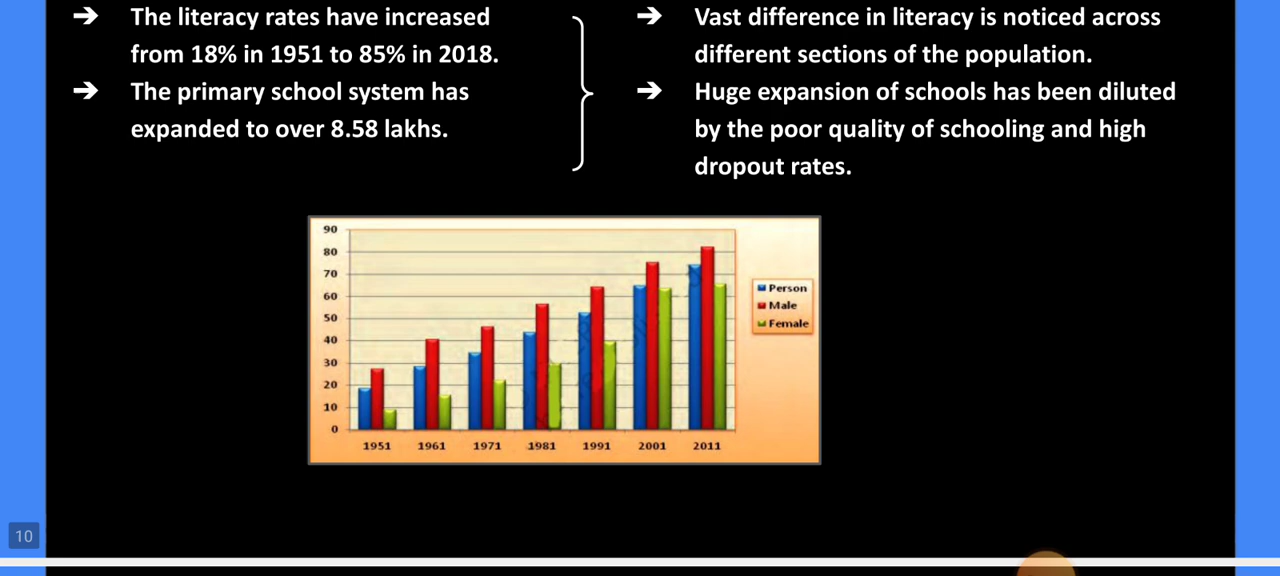 ➔ The literacy rates have increased
from 18% in 1951 to 85% in 2018.
➔ The primary school system has
expanded to over 8.58 lakhs.
➔ Vast difference in literacy is noticed across
different sections of the population.
➔ Huge expansion of schools has been diluted
by the poor quality of schooling and high
dropout rates.
90
80
70
60
50
40
30
20
10
0
1951 1961 1971 1981 1991 2001 2011
Person
Male
Female
10